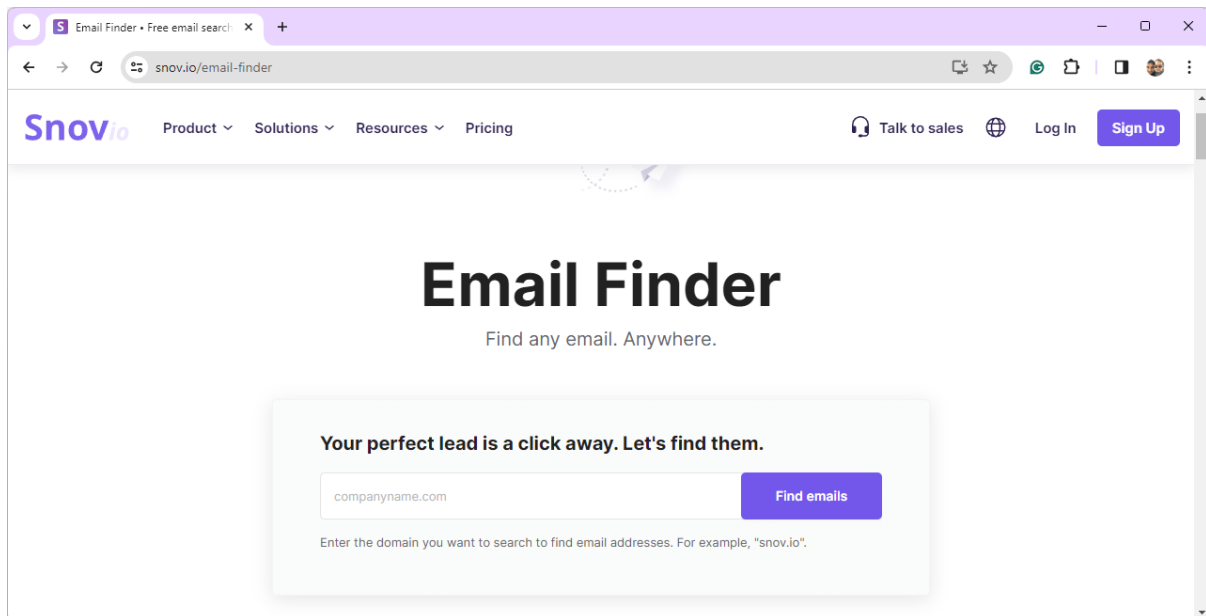 Email Finder • Free email search
snov.io/email-finder
Snovio Product Solutions Resources Pricing Talk to sales Log In Sign Up
Email Finder
Find any email. Anywhere.
Your perfect lead is a click away. Let's find them.
companyname.com Find emails
Enter the domain you want to search to find email addresses. For example, "snov.io".